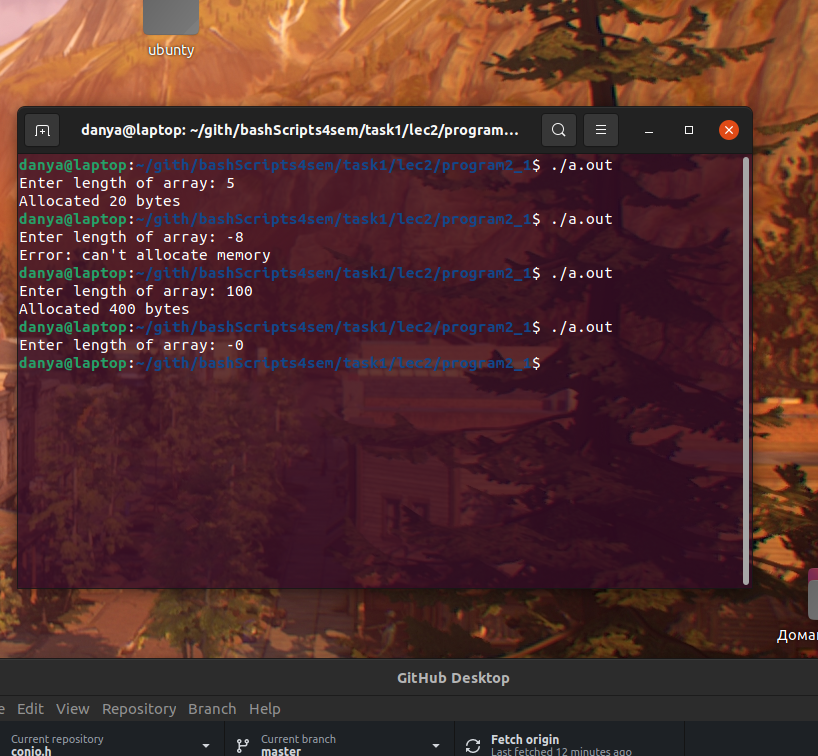 ubunty
danya@laptop: ~/gith/bashScripts4sem/task1/lec2/program...
danya@laptop:~/gith/bashScripts4sem/task1/lec2/program2_1$ ./a.out
Enter length of array: 5
Allocated 20 bytes
danya@laptop:~/gith/bashScripts4sem/task1/lec2/program2_1$ ./a.out
Enter length of array: -8
Error: can't allocate memory
danya@laptop:~/gith/bashScripts4sem/task1/lec2/program2_1$ ./a.out
Enter length of array: 100
Allocated 400 bytes
danya@laptop:~/gith/bashScripts4sem/task1/lec2/program2_1$ ./a.out
Enter length of array: -0
danya@laptop:~/gith/bashScripts4sem/task1/lec2/program2_1$
GitHub Desktop
Edit View Repository Branch Help
Current repository
conio.h
Current branch
master
Fetch origin
Last fetched 12 minutes ago